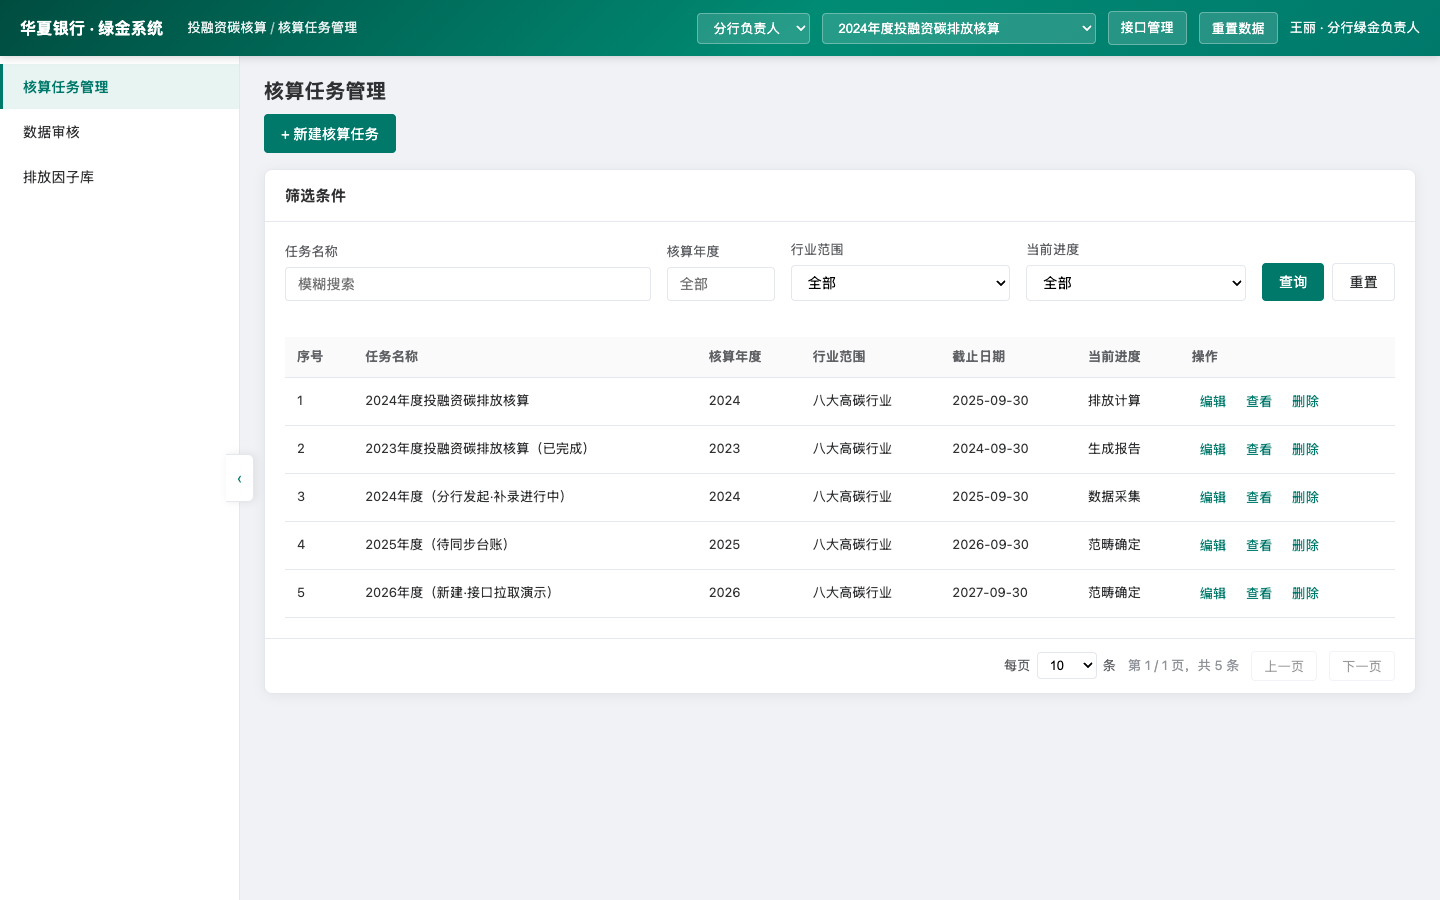 华夏银行 · 绿金系统
投融资碳核算 / 核算任务管理
分行负责人
2024年度投融资碳排放核算
接口管理
重置数据
王丽 · 分行绿金负责人
核算任务管理
数据审核
排放因子库
‹
核算任务管理
+ 新建核算任务
筛选条件
任务名称 核算年度 行业范围 当前进度
模糊搜索 全部 全部 全部 查询 重置
序号 任务名称 核算年度 行业范围 截止日期 当前进度 操作
1 2024年度投融资碳排放核算 2024 八大高碳行业 2025-09-30 排放计算 编辑 查看 删除
2 2023年度投融资碳排放核算（已完成） 2023 八大高碳行业 2024-09-30 生成报告 编辑 查看 删除
3 2024年度（分行发起·补录进行中） 2024 八大高碳行业 2025-09-30 数据采集 编辑 查看 删除
4 2025年度（待同步台账） 2025 八大高碳行业 2026-09-30 范畴确定 编辑 查看 删除
5 2026年度（新建·接口拉取演示） 2026 八大高碳行业 2027-09-30 范畴确定 编辑 查看 删除
每页 10 条 第 1 / 1 页，共 5 条 上一页 下一页